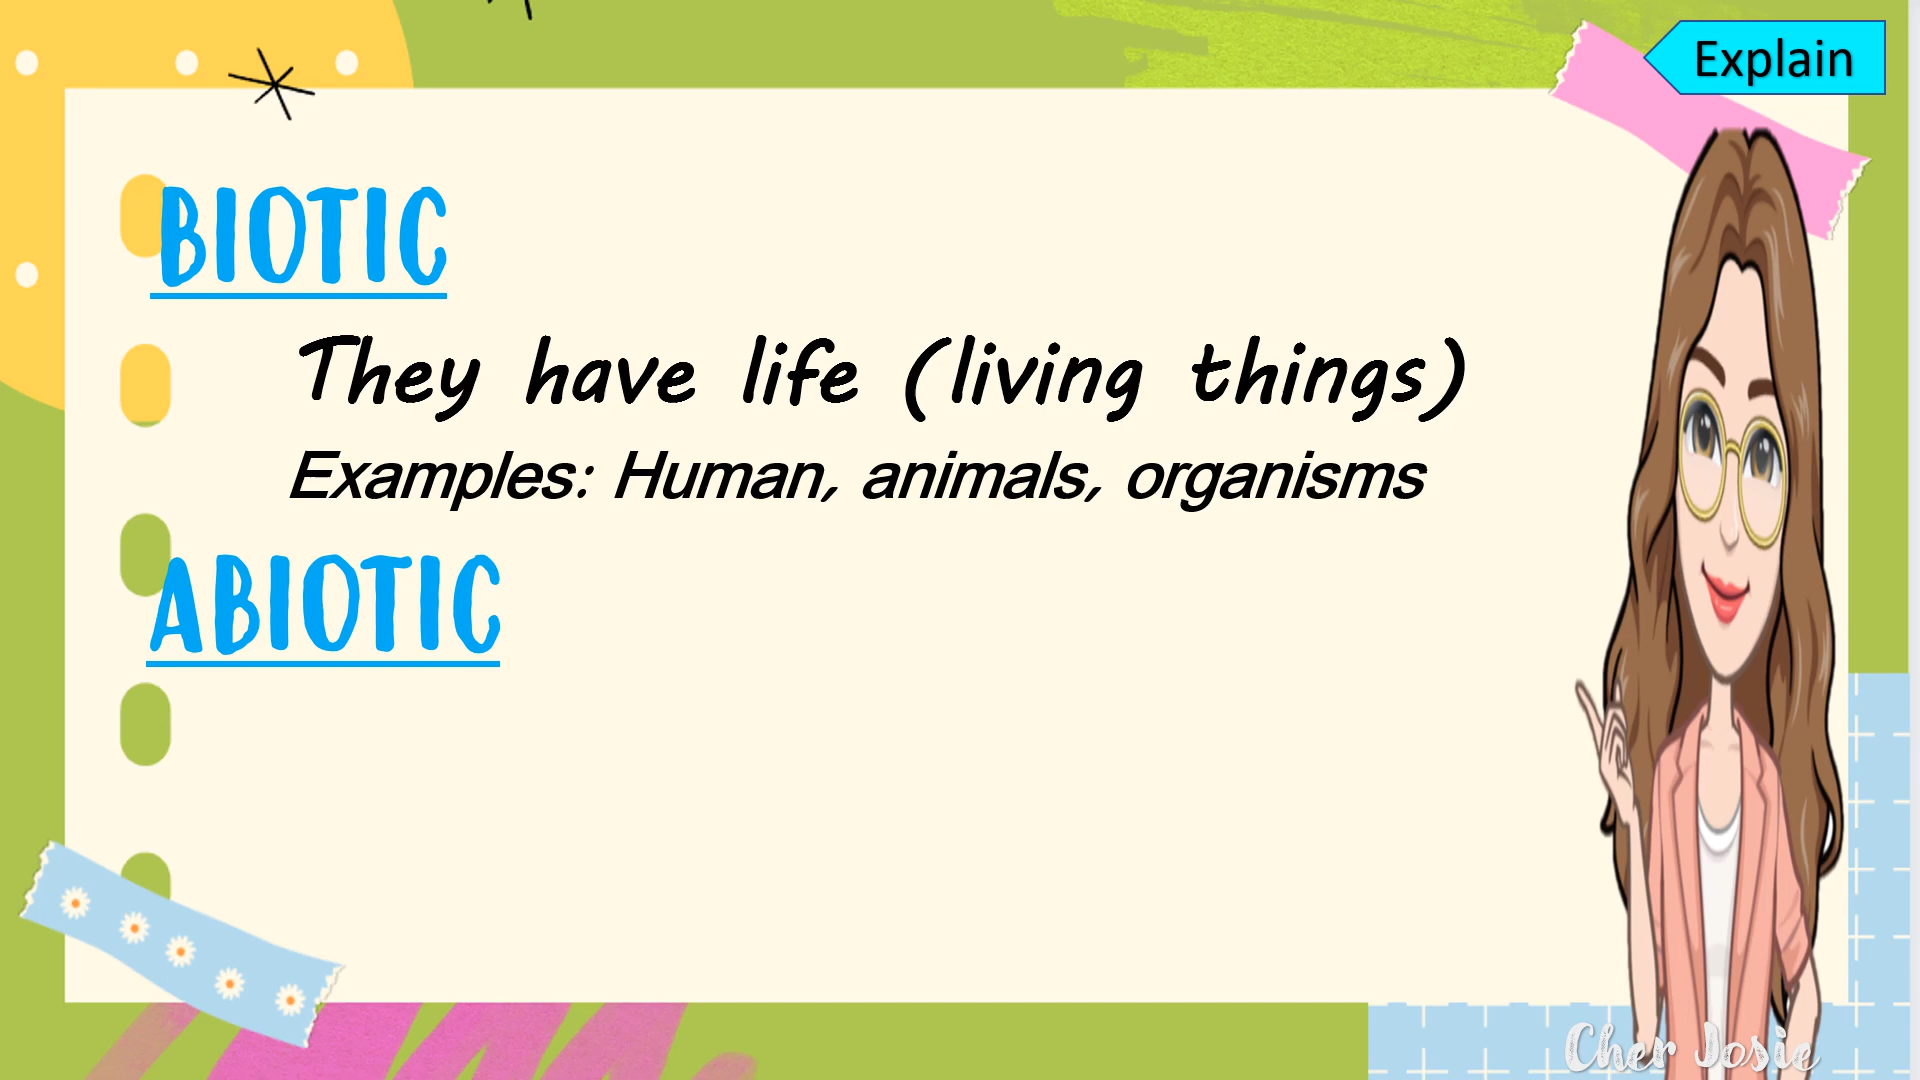 Explain
BIOTIC
They have life (living things)
Examples: Human, animals, organisms
ABIOTIC
Cher Josie